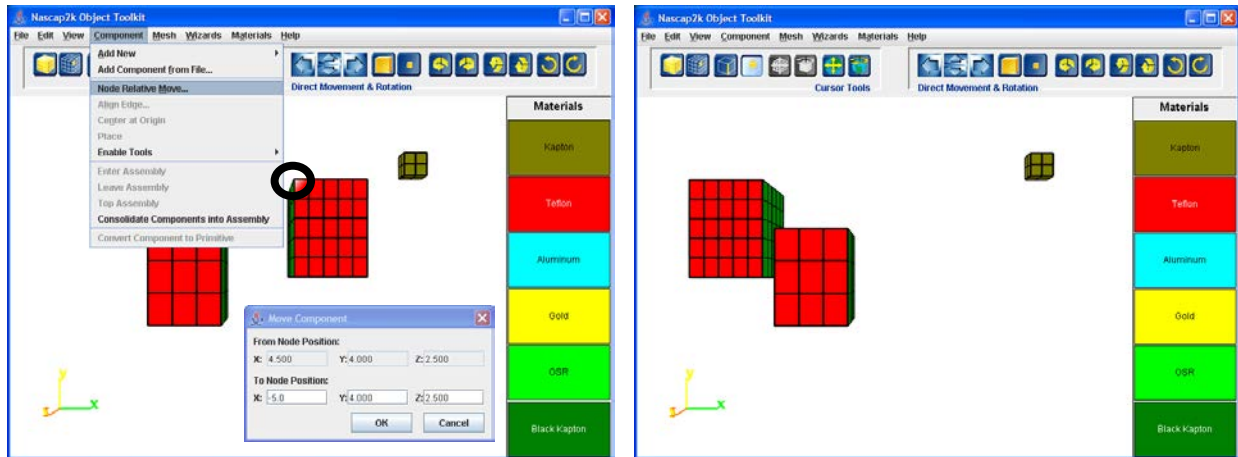 Nascap2k Object Toolkit
File Edit View Component Mesh Wizards Materials Help
Add New
Add Component from File...
Node Relative Move...
Align Edge...
Center at Origin
Place
Enable Tools
Enter Assembly
Leave Assembly
Top Assembly
Consolidate Components into Assembly
Convert Component to Primitive
Direct Movement & Rotation
Materials
Kapton
Teflon
Aluminum
Gold
OSR
Black Kapton
Move Component
From Node Position:
X: 4.500 Y: 4.000 Z: 2.500
To Node Position:
X: -5.0 Y: 4.000 Z: 2.500
OK Cancel
y
z x
Nascap2k Object Toolkit
File Edit View Component Mesh Wizards Materials Help
Cursor Tools Direct Movement & Rotation
Materials
Kapton
Teflon
Aluminum
Gold
OSR
Black Kapton
y
z x